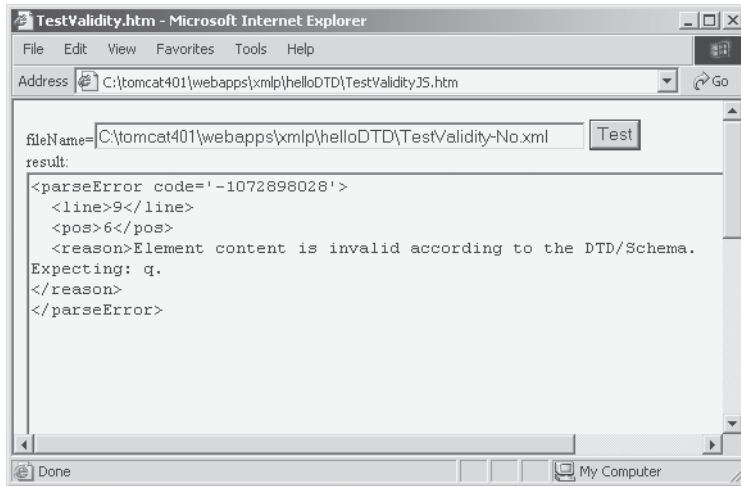 TestValidity.htm - Microsoft Internet Explorer
File Edit View Favorites Tools Help
Address C:\tomcat401\webapps\xmlp\helloDTD\TestValidityJS.htm Go
fileName= C:\tomcat401\webapps\xmlp\helloDTD\TestValidity-No.xml Test
result:
<parseError code='-1072898028'>
<line>9</line>
<pos>6</pos>
<reason>Element content is invalid according to the DTD/Schema.
Expecting: q.
</reason>
</parseError>
Done My Computer